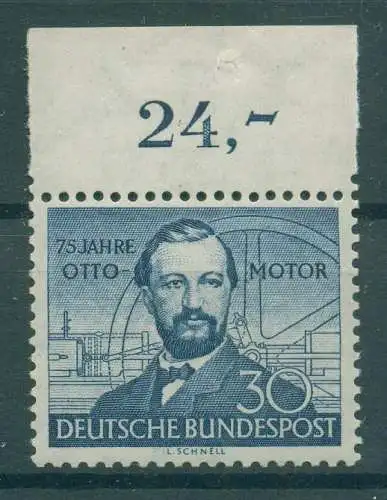 24,-
75 JAHRE
OTTO- MOTOR
30
DEUTSCHE BUNDESPOST
L. SCHNELL